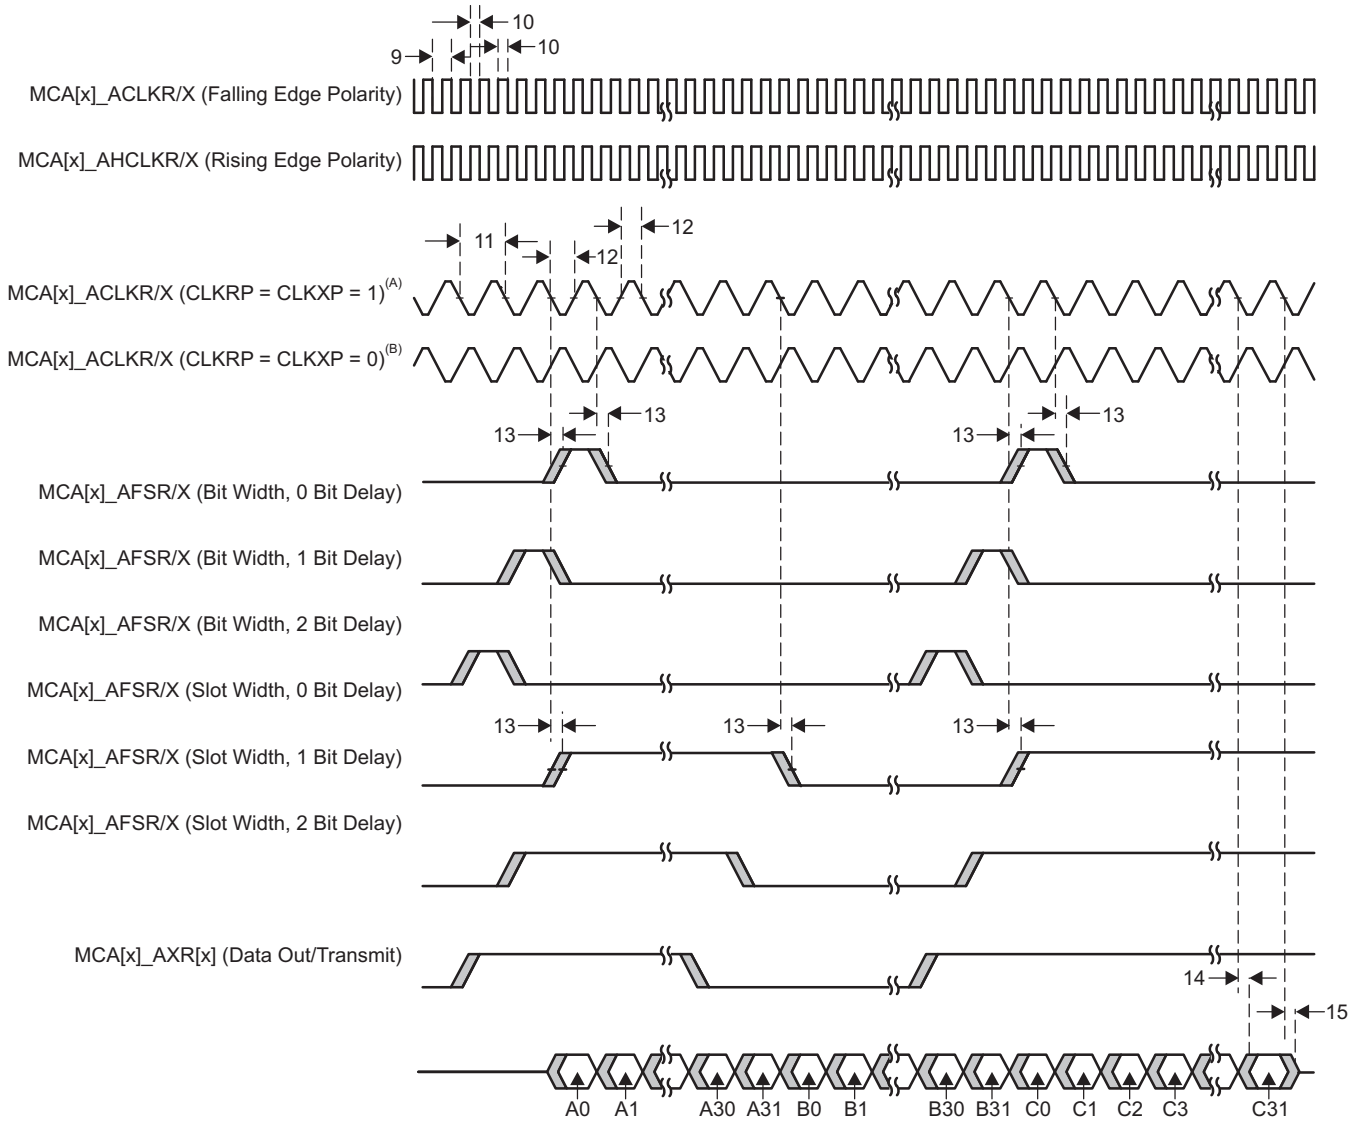 10
9
10
MCA[x]_ACLKR/X (Falling Edge Polarity)
MCA[x]_AHCLKR/X (Rising Edge Polarity)
12
11
12
MCA[x]_ACLKR/X (CLKRP = CLKXP = 1)(A)
MCA[x]_ACLKR/X (CLKRP = CLKXP = 0)(B)
13
13
13
13
MCA[x]_AFSR/X (Bit Width, 0 Bit Delay)
MCA[x]_AFSR/X (Bit Width, 1 Bit Delay)
MCA[x]_AFSR/X (Bit Width, 2 Bit Delay)
MCA[x]_AFSR/X (Slot Width, 0 Bit Delay)
13
13
13
MCA[x]_AFSR/X (Slot Width, 1 Bit Delay)
MCA[x]_AFSR/X (Slot Width, 2 Bit Delay)
MCA[x]_AXR[x] (Data Out/Transmit)
14
15
A0 A1 A30 A31 B0 B1 B30 B31 C0 C1 C2 C3 C31